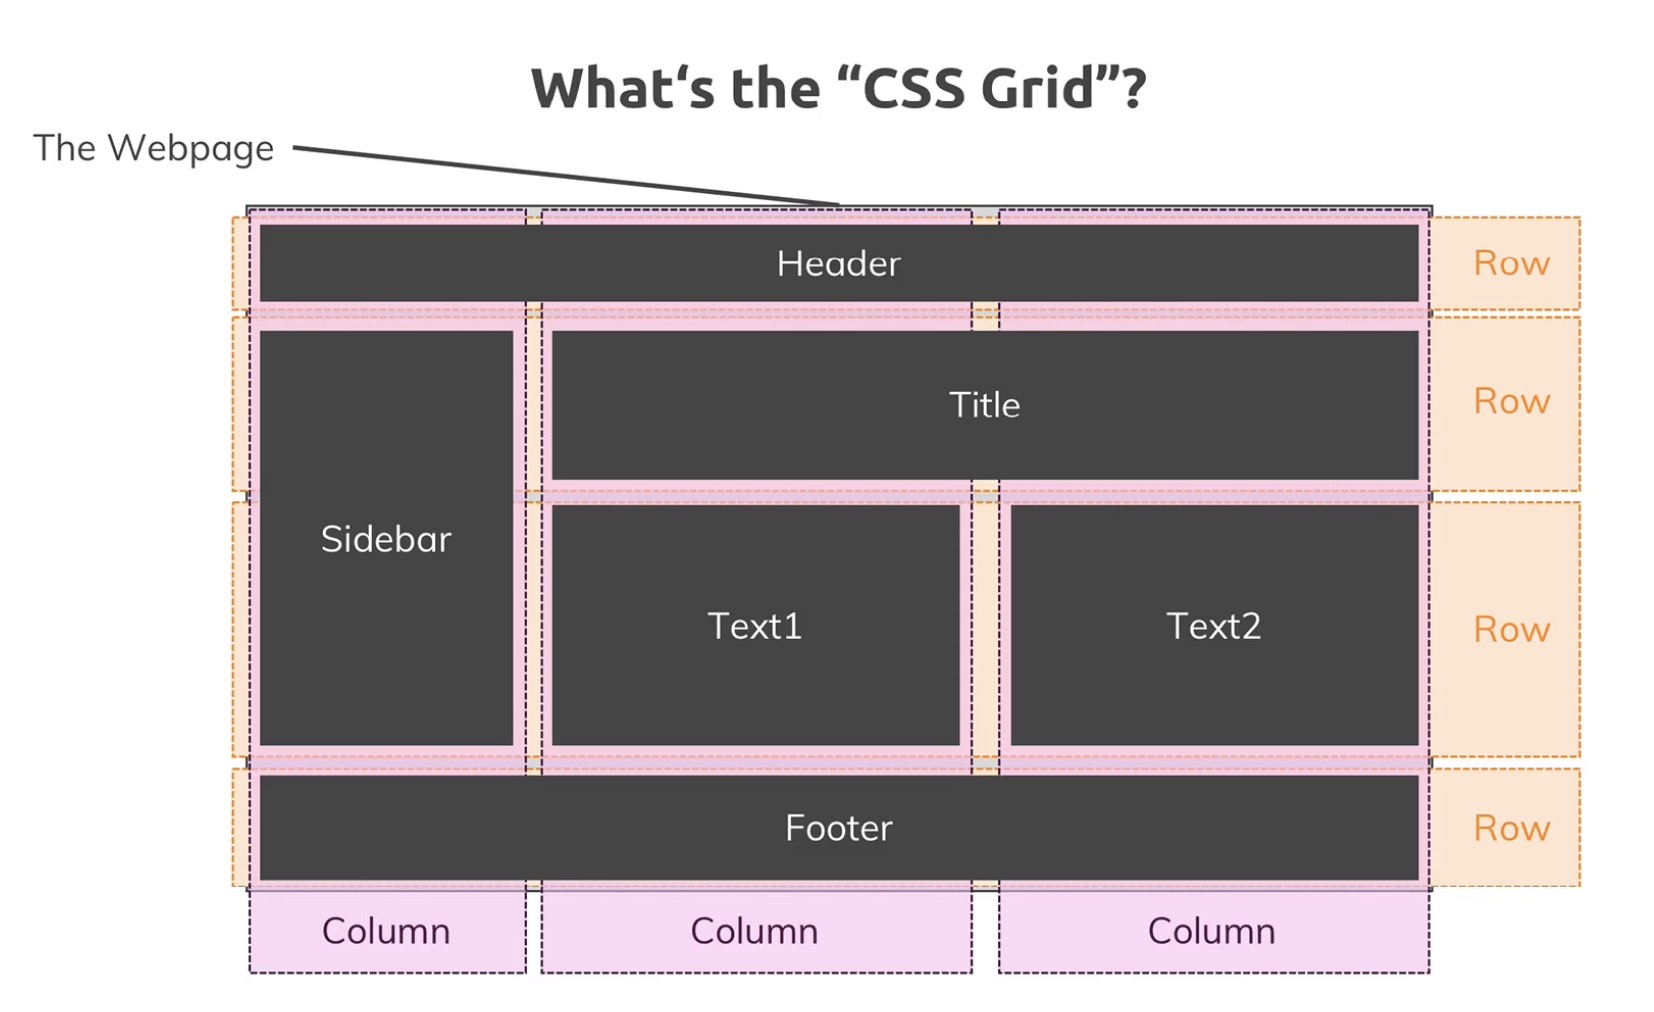 What‘s the “CSS Grid”?
The Webpage
Header
Row
Title
Row
Sidebar
Text1
Text2
Row
Footer
Row
Column
Column
Column